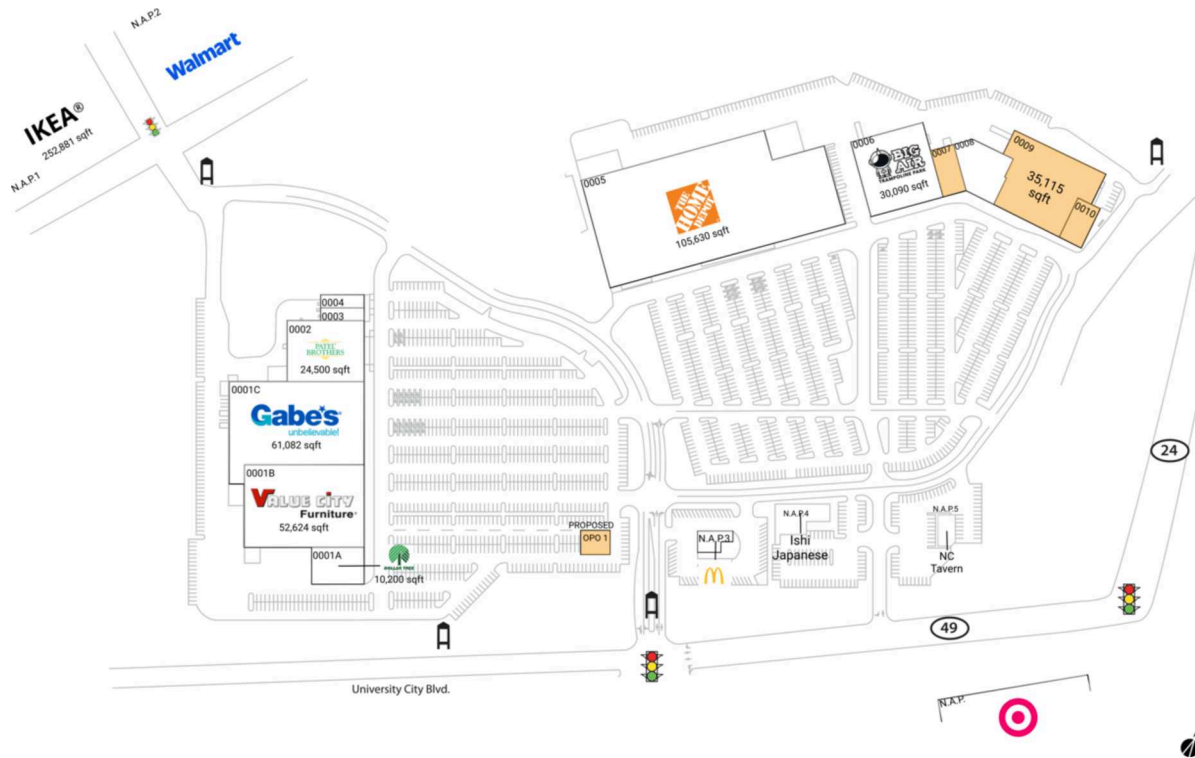 N.A.P.2
Walmart
IKEA®
252,881 sqft
N.A.P.1
0005
THE HOME DEPOT
105,630 sqft
0006
BIG AIR
TRAMPOLINE PARK
30,090 sqft
0007
0008
0009
35,115
sqft
0010
0004
0003
0002
PATEL
BROTHERS
24,500 sqft
0001C
Gabe's
unbelievable!
61,082 sqft
0001B
VALUE CITY
Furniture
52,624 sqft
0001A
DOLLAR TREE
10,200 sqft
PROPOSED
OPO 1
N.A.P.3
N.A.P.4
Ishi
Japanese
N.A.P.5
NC
Tavern
24
49
University City Blvd.
N.A.P.